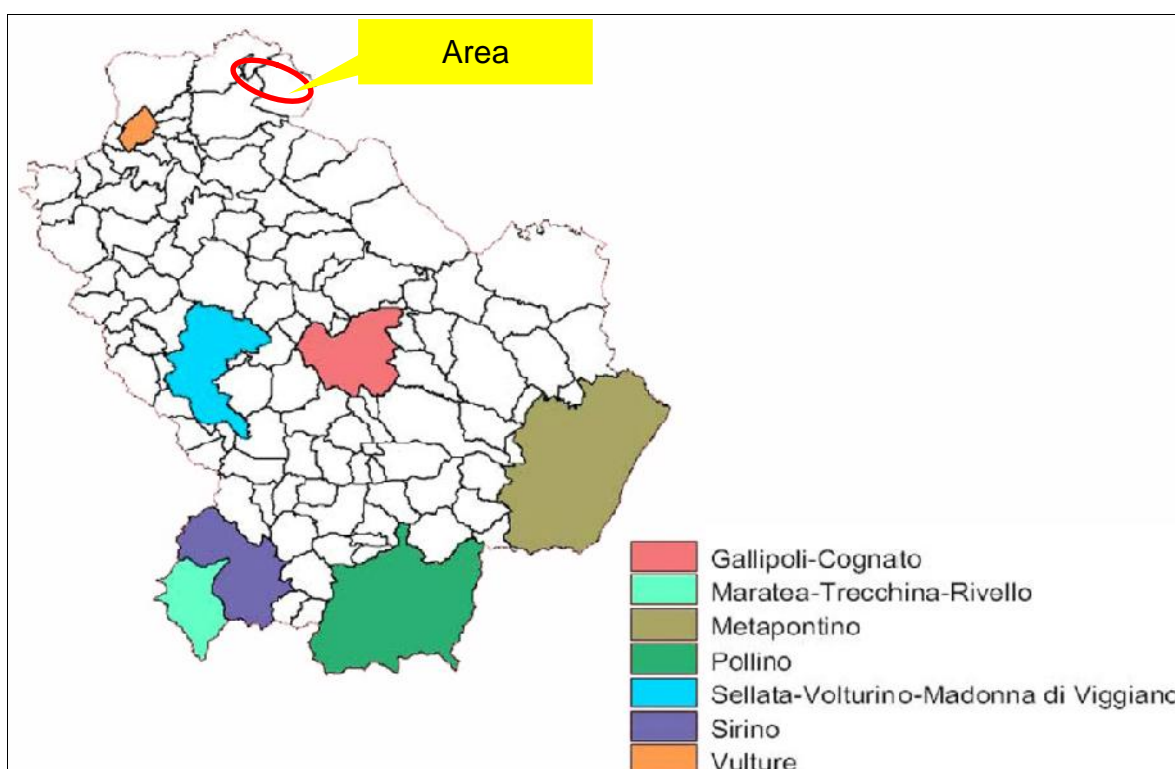 Area
Gallipoli-Cognato
Maratea-Trecchina-Rivello
Metapontino
Pollino
Sellata-Volturino-Madonna di Viggiano
Sirino
Vulture